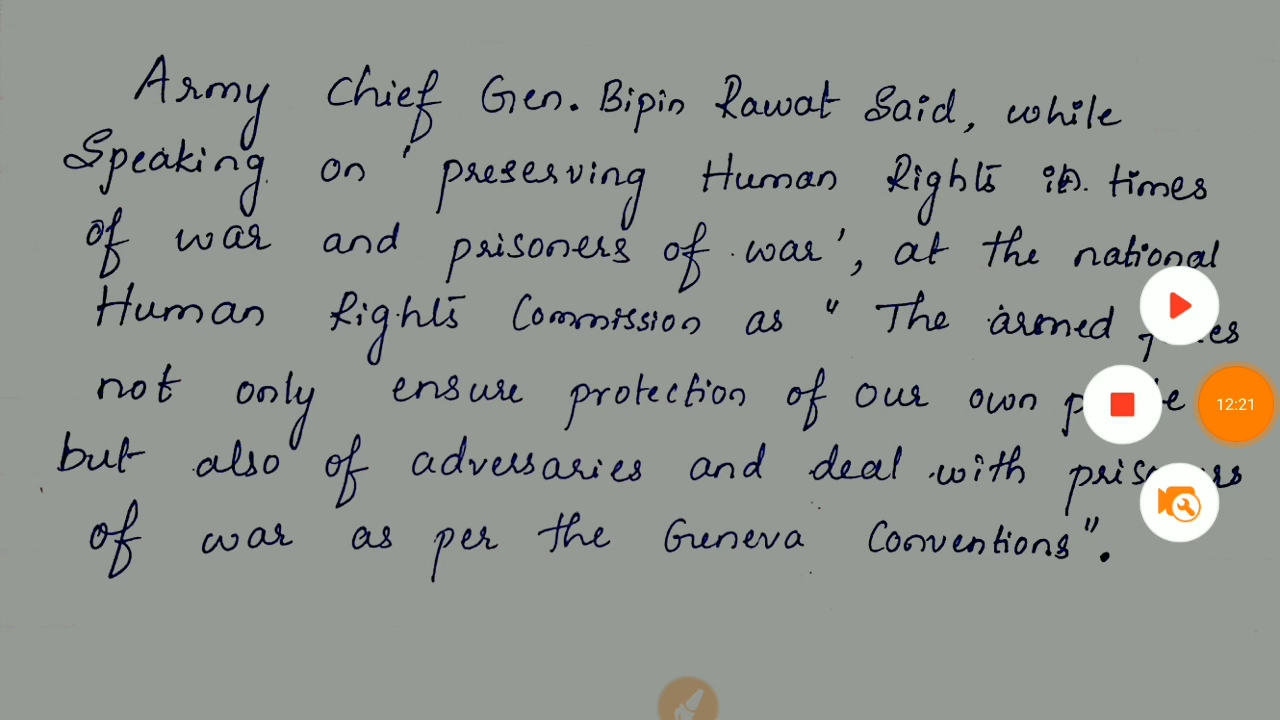 Army Chief Gen. Bipin Rawat Said, while
Speaking on 'preserving Human Rights in times
of war and prisoners of war', at the national
Human Rights Commission as "The armed
not only ensure protection of our own
but also of adversaries and deal with
of war as per the Geneva Conventions".
12:21